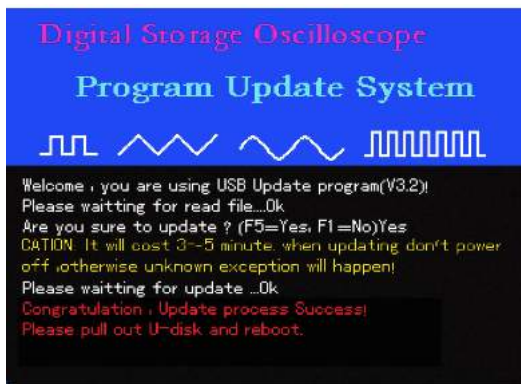 Digital Storage Oscilloscope
Program Update System
Welcome , you are using USB Update program(V3.2)!
Please waitting for read file....Ok
Are you sure to update ? (F5=Yes, F1=No)Yes
CATION: It will cost 3--5 minute, when updating don't power
off ,otherwise unknown exception will happen!
Please waitting for update ...Ok
Congratulation , Update process Success!
Please pull out U-disk and reboot.